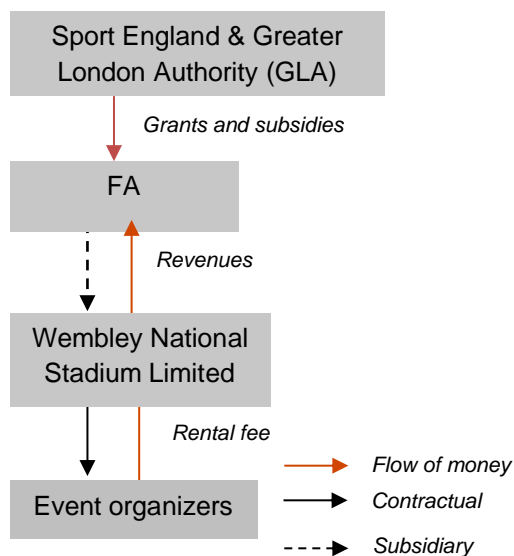 Sport England & Greater
London Authority (GLA)
Grants and subsidies
FA
Revenues
Wembley National
Stadium Limited
Rental fee
Event organizers
Flow of money
Contractual
Subsidiary